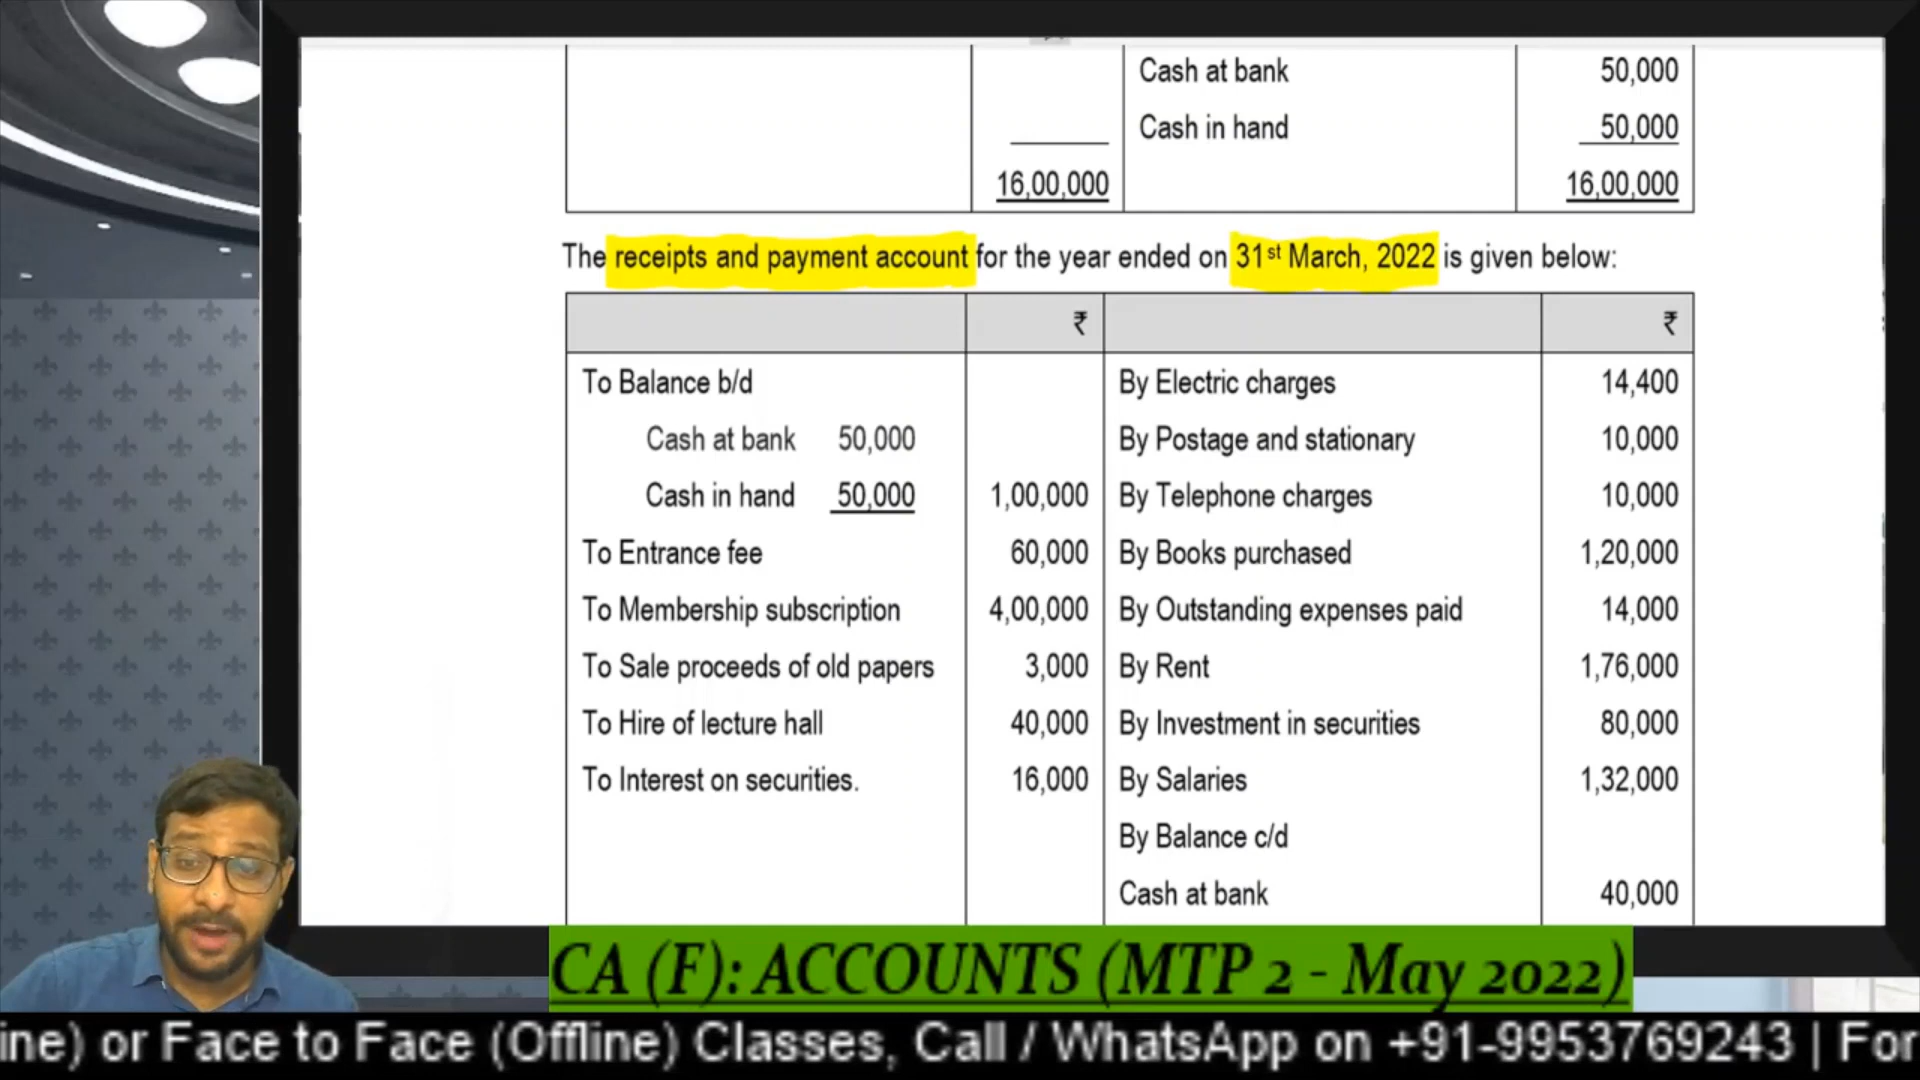 Cash at bank 50,000
Cash in hand 50,000
16,00,000 16,00,000
The receipts and payment account for the year ended on 31st March, 2022 is given below:
₹ ₹
To Balance b/d By Electric charges 14,400
Cash at bank 50,000 By Postage and stationary 10,000
Cash in hand 50,000 1,00,000 By Telephone charges 10,000
To Entrance fee 60,000 By Books purchased 1,20,000
To Membership subscription 4,00,000 By Outstanding expenses paid 14,000
To Sale proceeds of old papers 3,000 By Rent 1,76,000
To Hire of lecture hall 40,000 By Investment in securities 80,000
To Interest on securities. 16,000 By Salaries 1,32,000
By Balance c/d
Cash at bank 40,000
CA (F): ACCOUNTS (MTP 2 - May 2022)
ine) or Face to Face (Offline) Classes, Call / WhatsApp on +91-9953769243 | For